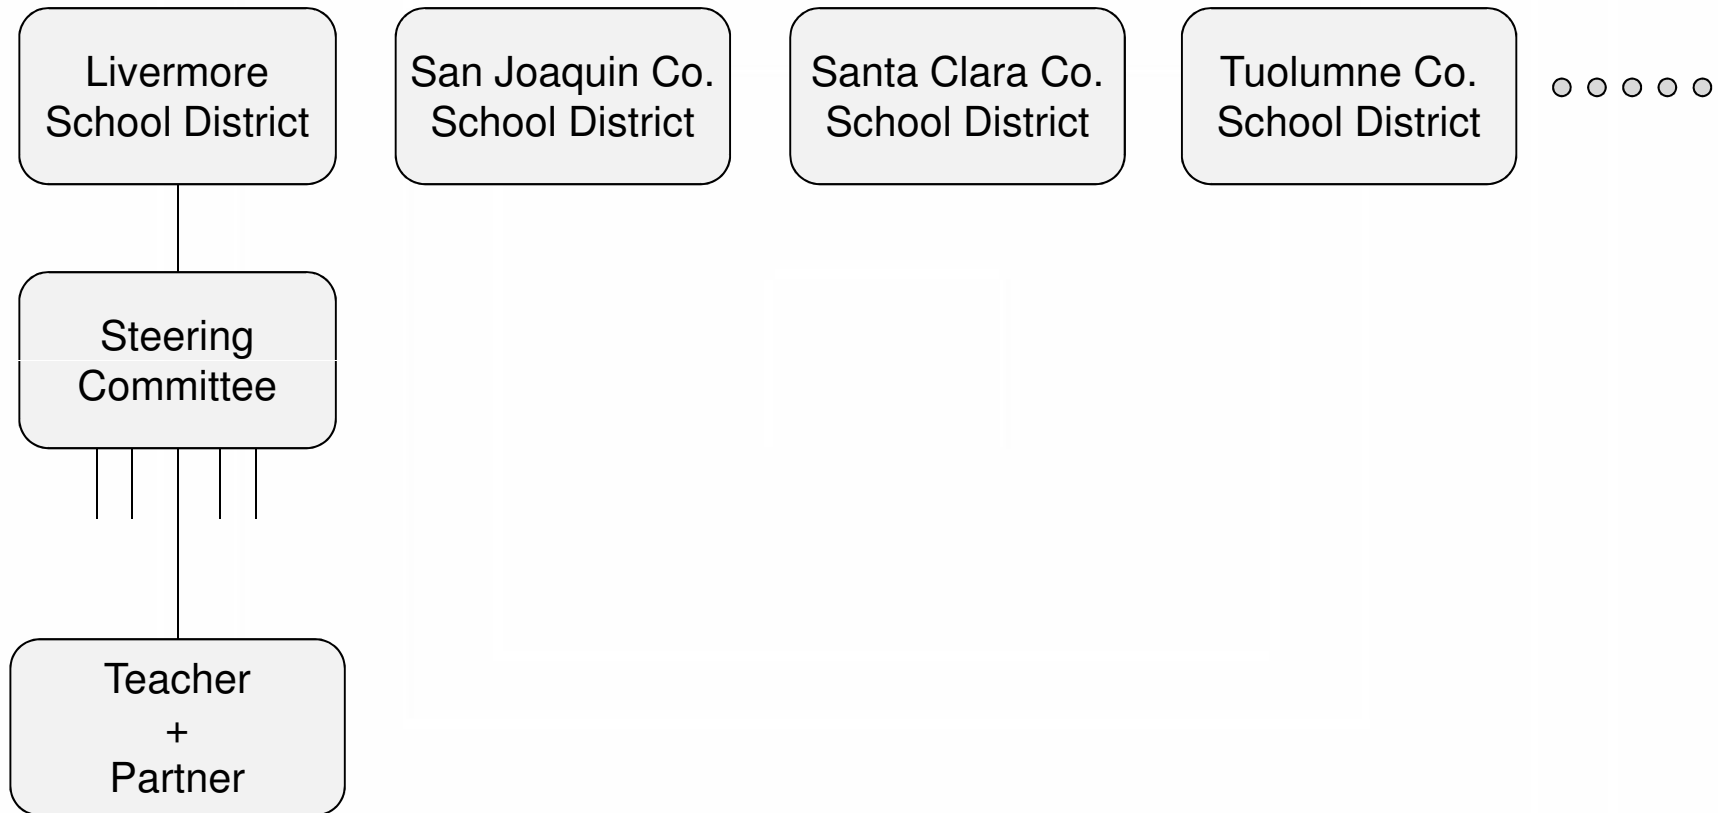 Livermore
School District
San Joaquin Co.
School District
Santa Clara Co.
School District
Tuolumne Co.
School District
Steering
Committee
Teacher
+
Partner